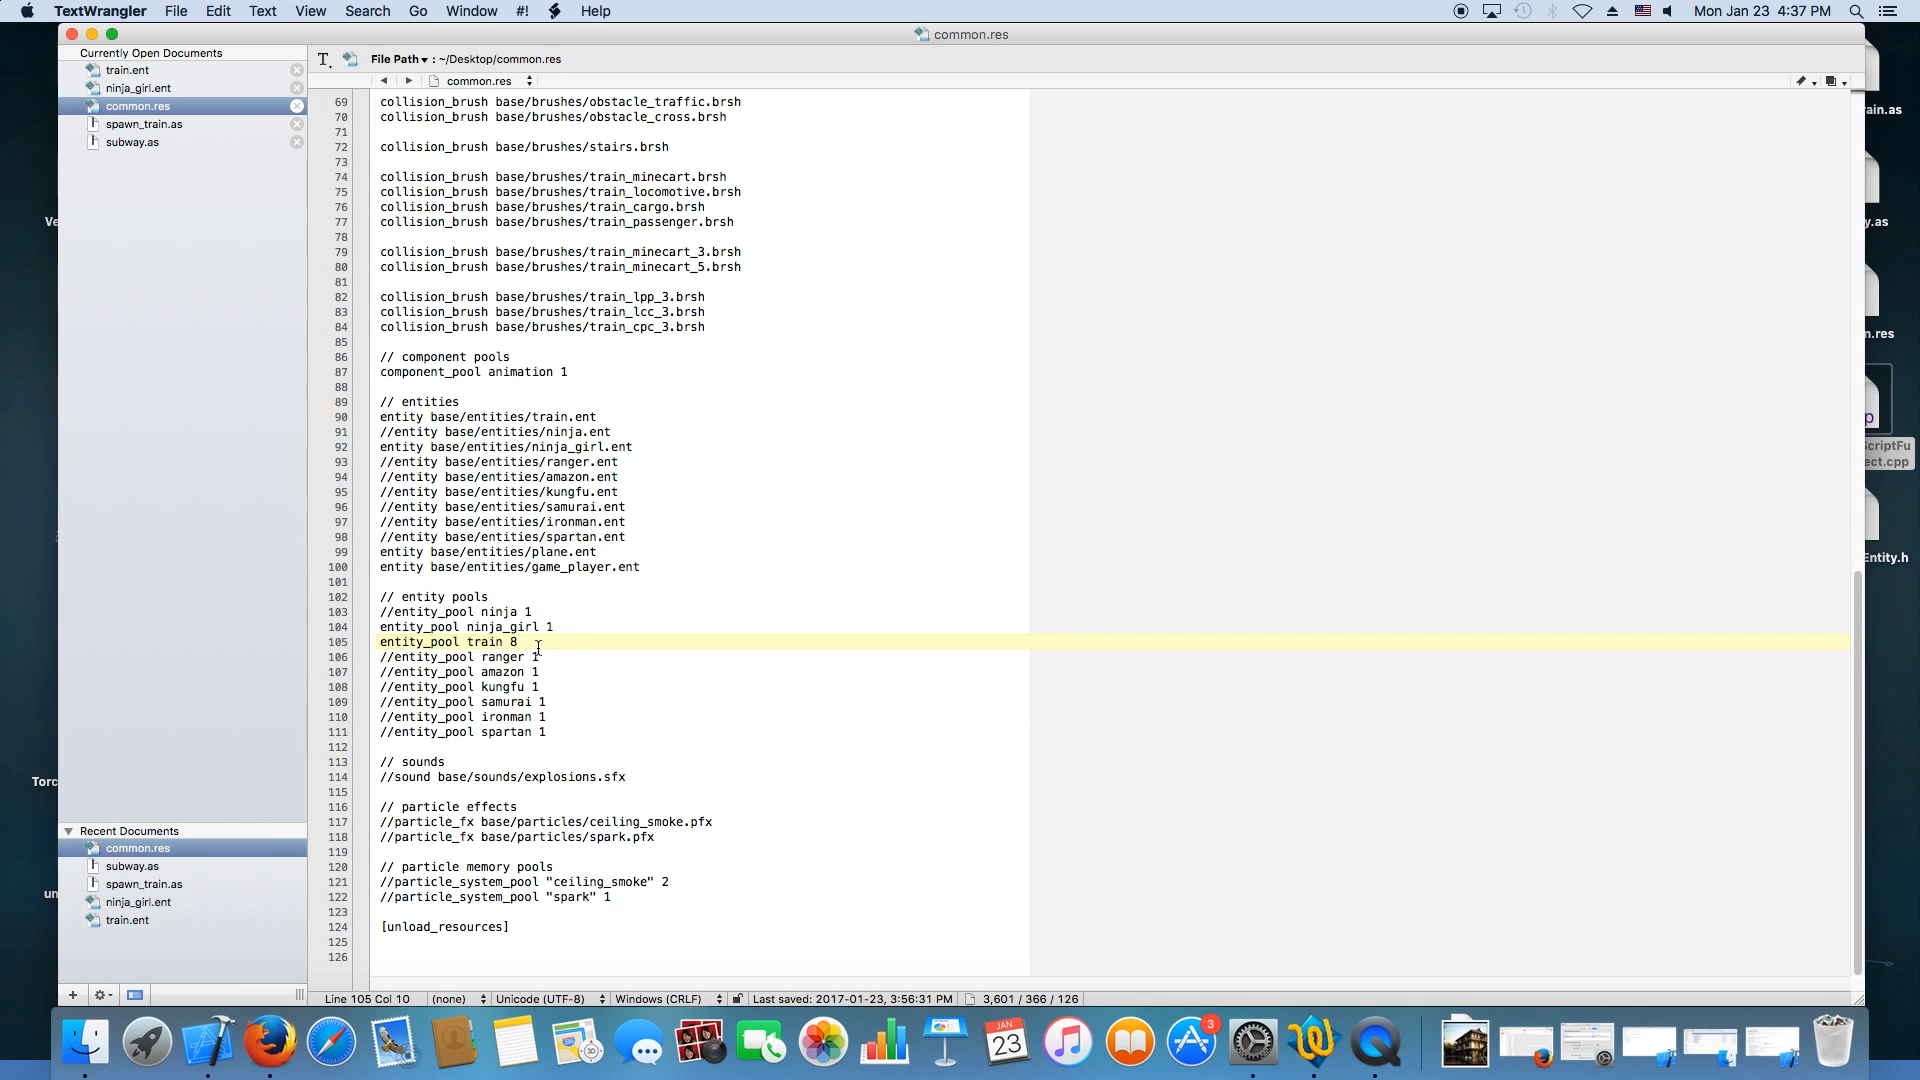 TextWrangler File Edit Text View Search Go Window #! Help Mon Jan 23 4:37 PM
common.res
Currently Open Documents
train.ent
ninja_girl.ent
common.res
spawn_train.as
subway.as
File Path ▾ : ~/Desktop/common.res
common.res
69 collision_brush base/brushes/obstacle_traffic.brsh
70 collision_brush base/brushes/obstacle_cross.brsh
71
72 collision_brush base/brushes/stairs.brsh
73
74 collision_brush base/brushes/train_minecart.brsh
75 collision_brush base/brushes/train_locomotive.brsh
76 collision_brush base/brushes/train_cargo.brsh
77 collision_brush base/brushes/train_passenger.brsh
78
79 collision_brush base/brushes/train_minecart_3.brsh
80 collision_brush base/brushes/train_minecart_5.brsh
81
82 collision_brush base/brushes/train_lpp_3.brsh
83 collision_brush base/brushes/train_lcc_3.brsh
84 collision_brush base/brushes/train_cpc_3.brsh
85
86 // component pools
87 component_pool animation 1
88
89 // entities
90 entity base/entities/train.ent
91 //entity base/entities/ninja.ent
92 entity base/entities/ninja_girl.ent
93 //entity base/entities/ranger.ent
94 //entity base/entities/amazon.ent
95 //entity base/entities/kungfu.ent
96 //entity base/entities/samurai.ent
97 //entity base/entities/ironman.ent
98 //entity base/entities/spartan.ent
99 entity base/entities/plane.ent
100 entity base/entities/game_player.ent
101
102 // entity pools
103 //entity_pool ninja 1
104 entity_pool ninja_girl 1
105 entity_pool train 8
106 //entity_pool ranger 1
107 //entity_pool amazon 1
108 //entity_pool kungfu 1
109 //entity_pool samurai 1
110 //entity_pool ironman 1
111 //entity_pool spartan 1
112
113 // sounds
114 //sound base/sounds/explosions.sfx
115
116 // particle effects
117 //particle_fx base/particles/ceiling_smoke.pfx
118 //particle_fx base/particles/spark.pfx
119
120 // particle memory pools
121 //particle_system_pool "ceiling_smoke" 2
122 //particle_system_pool "spark" 1
123
124 [unload_resources]
125
126
Recent Documents
common.res
subway.as
spawn_train.as
ninja_girl.ent
train.ent
Line 105 Col 10 (none) Unicode (UTF-8) Windows (CRLF) Last saved: 2017-01-23, 3:56:31 PM 3,601 / 366 / 126
Ve
Torc
un
ain.as
y.as
n.res
p
ScriptFu
ect.cpp
Entity.h
JAN
23
3D
3